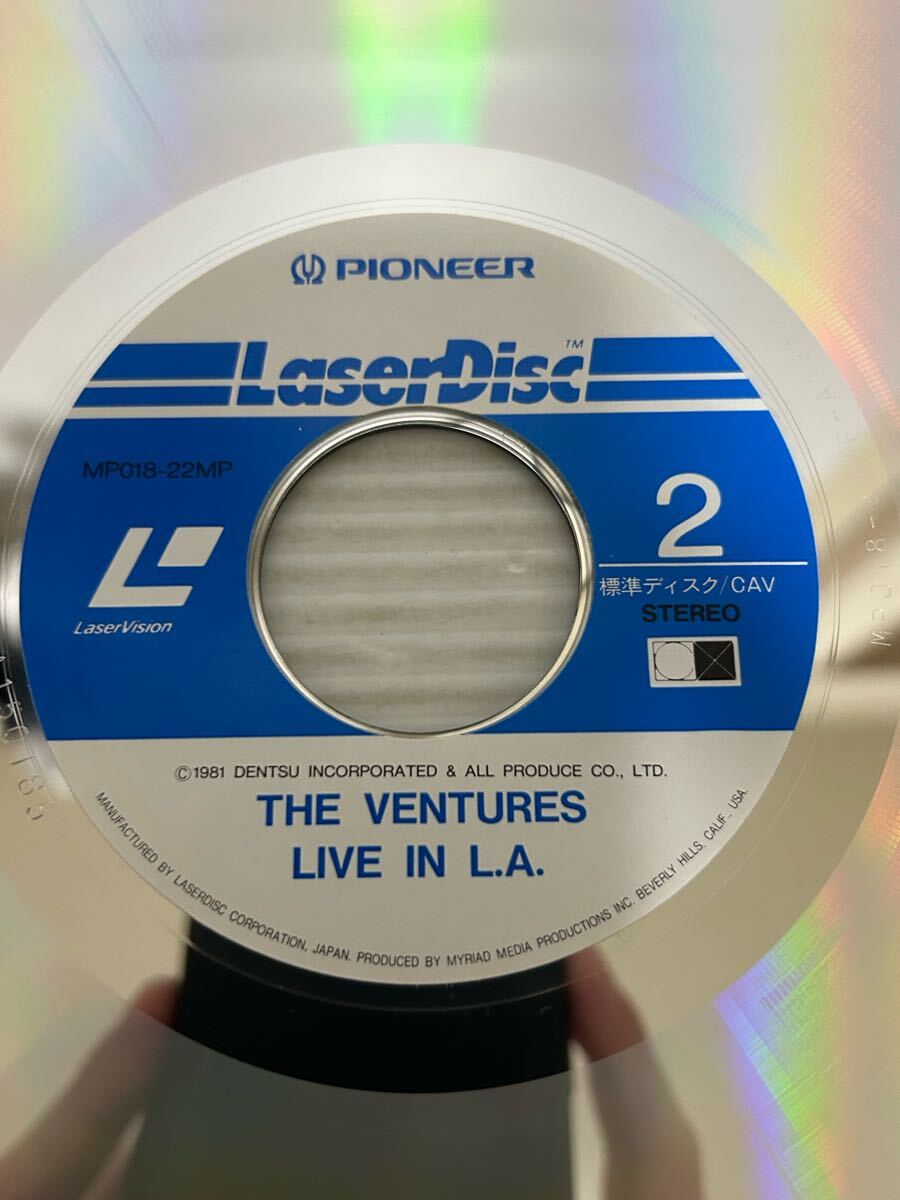 PIONEER
LaserDisc™
MP018-22MP
2
LaserVision
標準ディスク/CAV
STEREO
©1981 DENTSU INCORPORATED & ALL PRODUCE CO., LTD.
THE VENTURES
LIVE IN L.A.
MANUFACTURED BY LASERDISC CORPORATION, JAPAN. PRODUCED BY MYRIAD MEDIA PRODUCTIONS INC. BEVERLY HILLS, CALIF., USA.